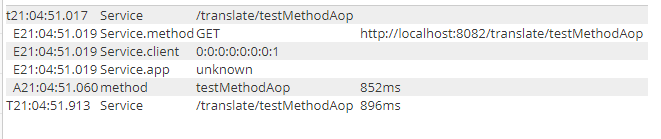 t21:04:51.017 Service /translate/testMethodAop
E21:04:51.019 Service.method GET http://localhost:8082/translate/testMethodAop
E21:04:51.019 Service.client 0:0:0:0:0:0:0:1
E21:04:51.019 Service.app unknown
A21:04:51.060 method testMethodAop 852ms
T21:04:51.913 Service /translate/testMethodAop 896ms